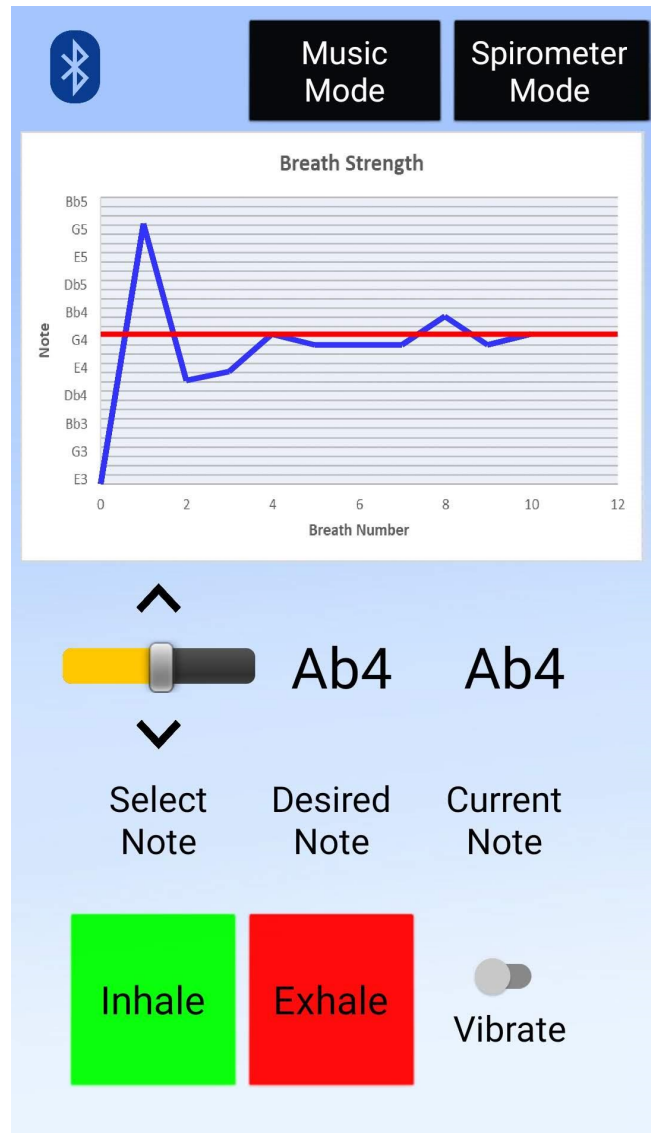 Music
Mode
Spirometer
Mode
Breath Strength
Bb5
G5
E5
Db5
Bb4
G4
E4
Db4
Bb3
G3
E3
Note
0 2 4 6 8 10 12
Breath Number
Ab4 Ab4
Select
Note
Desired
Note
Current
Note
Inhale
Exhale
Vibrate